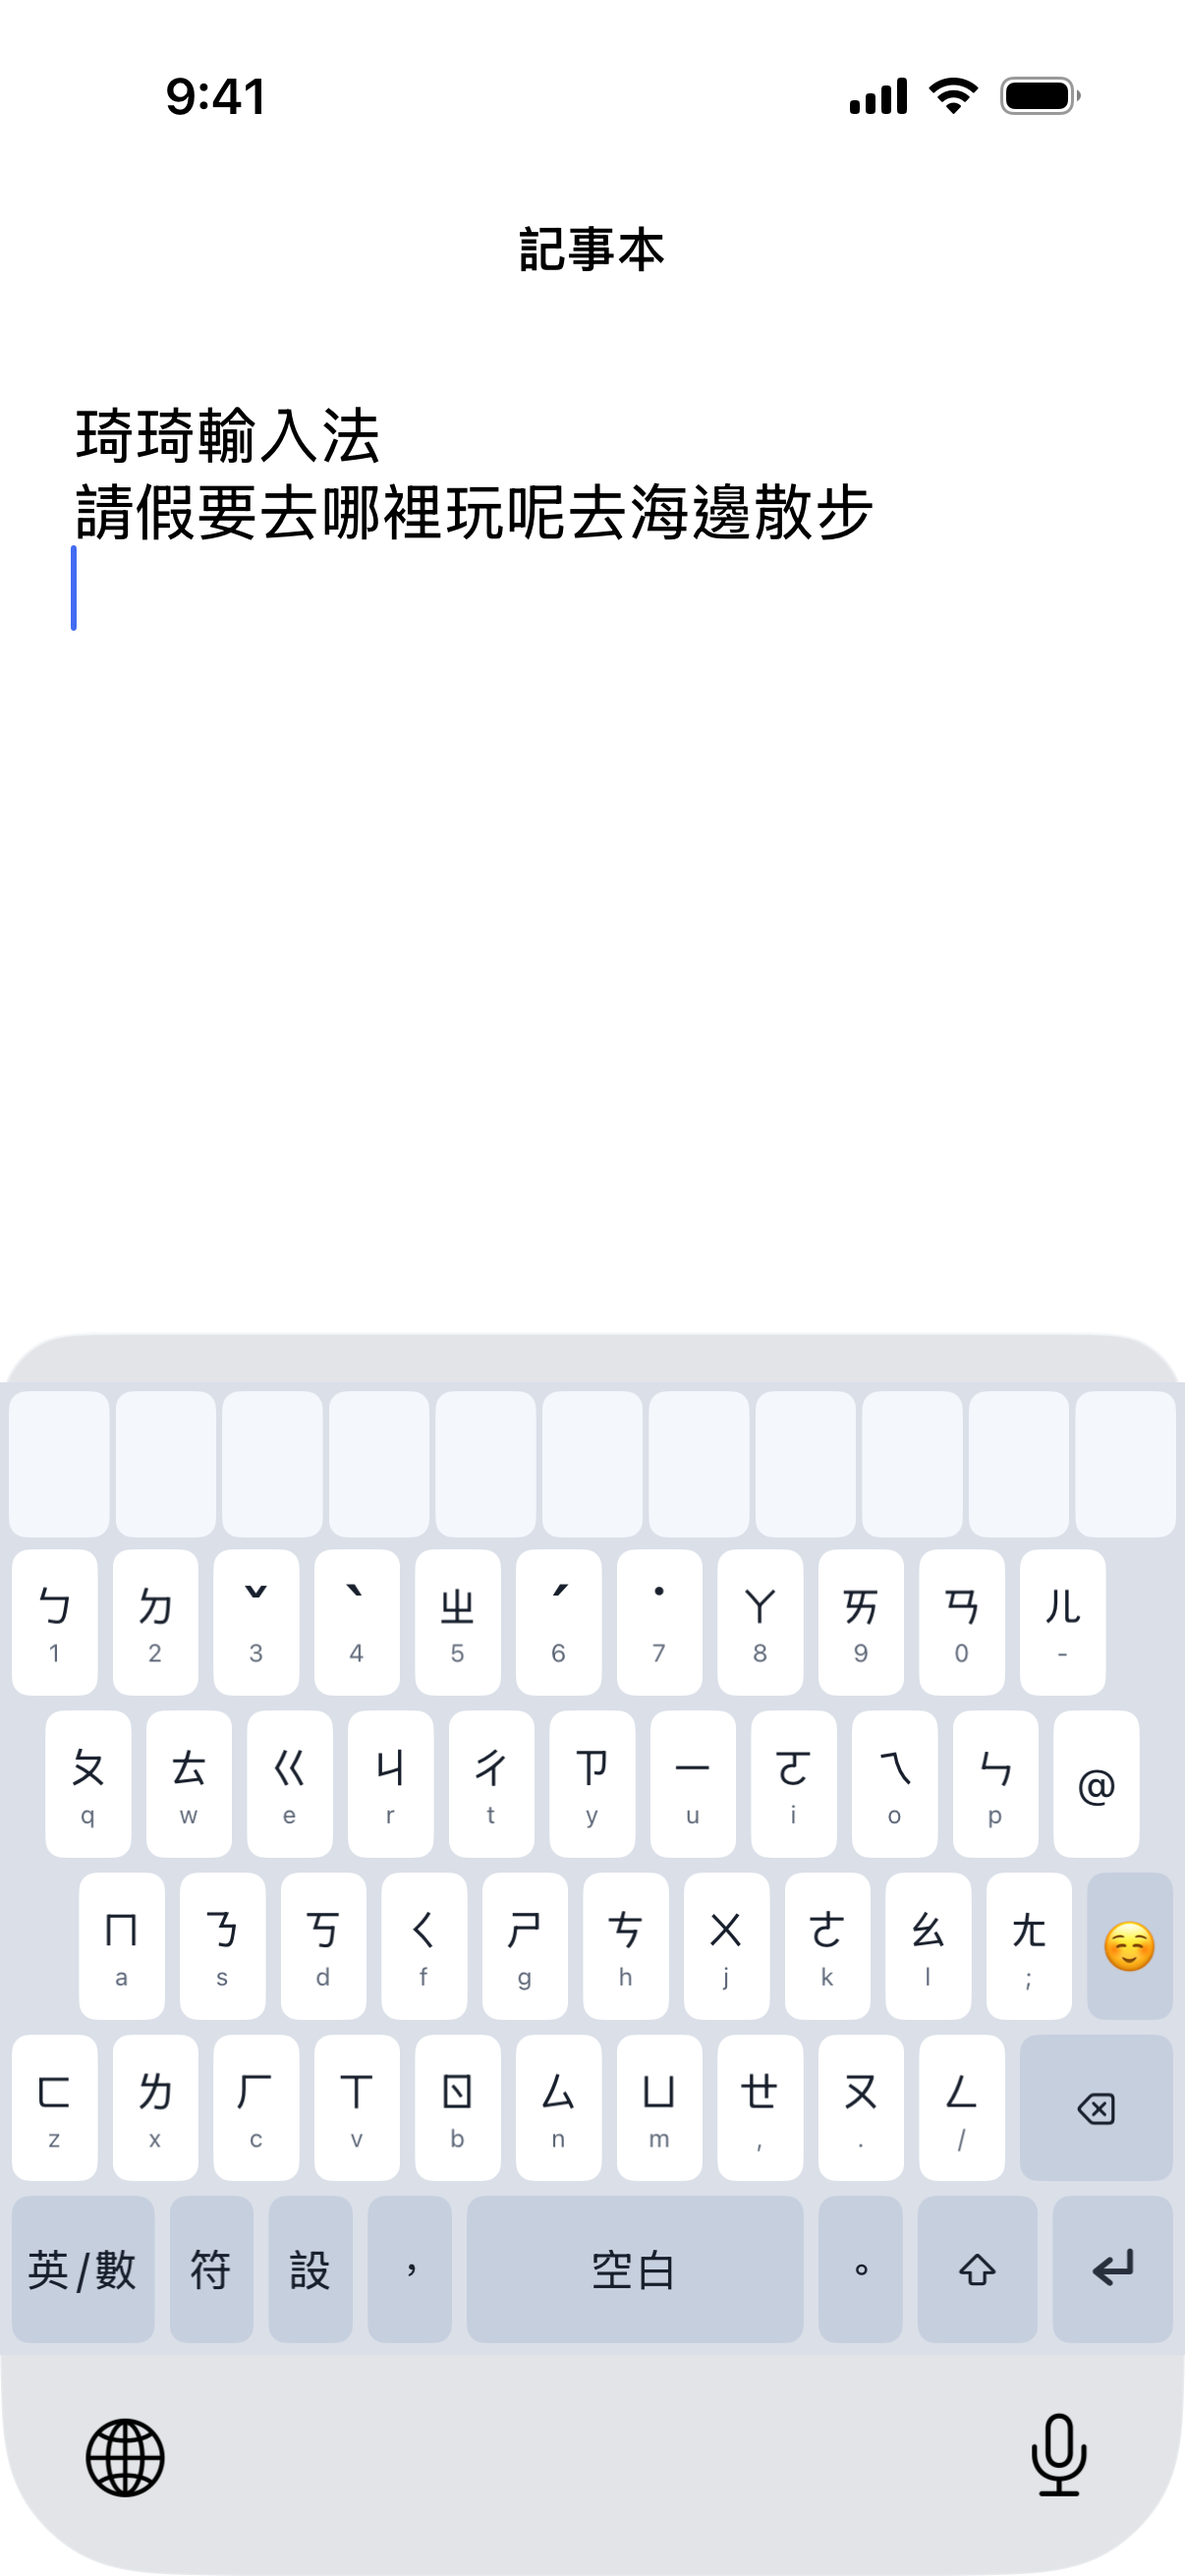 9:41
記事本
琦琦輸入法
請假要去哪裡玩呢去海邊散步
ㄅ ㄉ ˇ ˋ ㄓ ˊ ˙ ㄚ ㄞ ㄢ ㄦ
1 2 3 4 5 6 7 8 9 0 -
ㄆ ㄊ ㄍ ㄐ ㄔ ㄗ ㄧ ㄛ ㄟ ㄣ @
q w e r t y u i o p
ㄇ ㄋ ㄎ ㄑ ㄕ ㄘ ㄨ ㄜ ㄠ ㄤ
a s d f g h j k l ;
ㄈ ㄌ ㄏ ㄒ ㄖ ㄙ ㄩ ㄝ ㄡ ㄥ
z x c v b n m , . /
英/數 符 設 , 空白 。